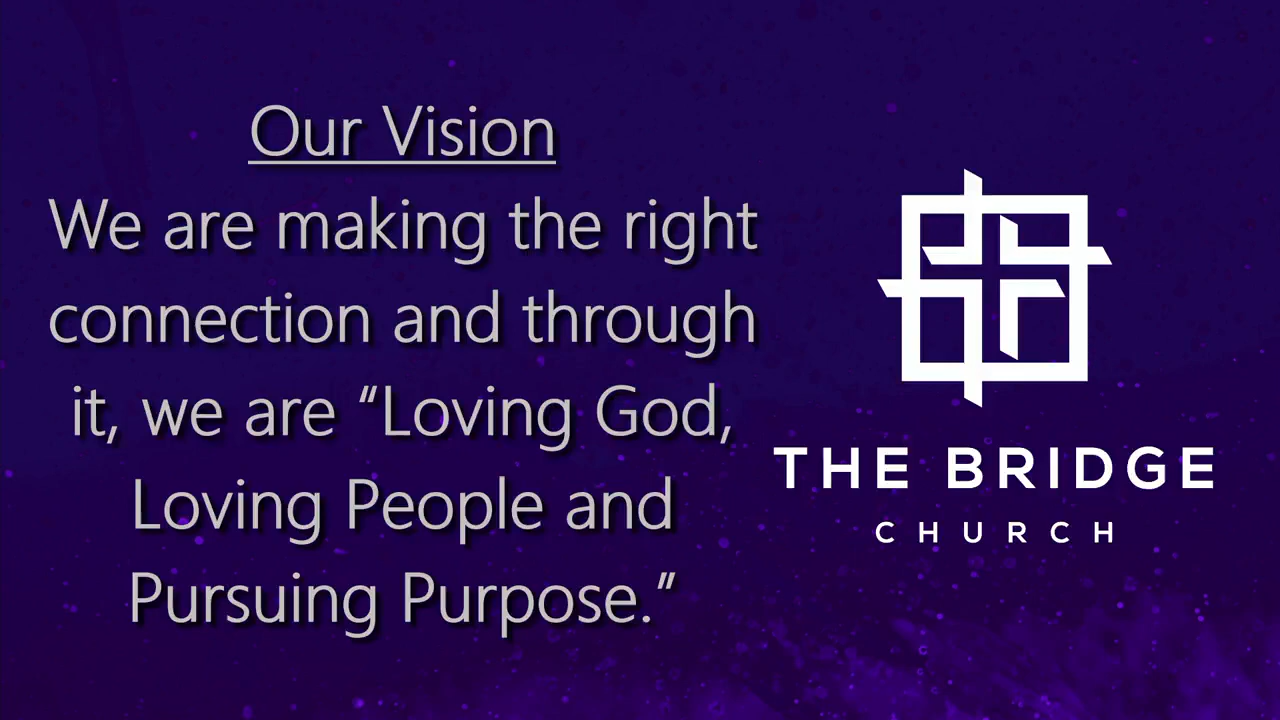 Our Vision
We are making the right
connection and through
it, we are “Loving God,
Loving People and
Pursuing Purpose.”
THE BRIDGE
CHURCH